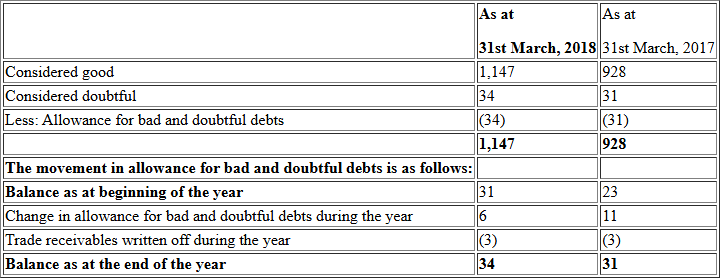 As at As at
31st March, 2018 31st March, 2017
Considered good 1,147 928
Considered doubtful 34 31
Less: Allowance for bad and doubtful debts (34) (31)
1,147 928
The movement in allowance for bad and doubtful debts is as follows:
Balance as at beginning of the year 31 23
Change in allowance for bad and doubtful debts during the year 6 11
Trade receivables written off during the year (3) (3)
Balance as at the end of the year 34 31